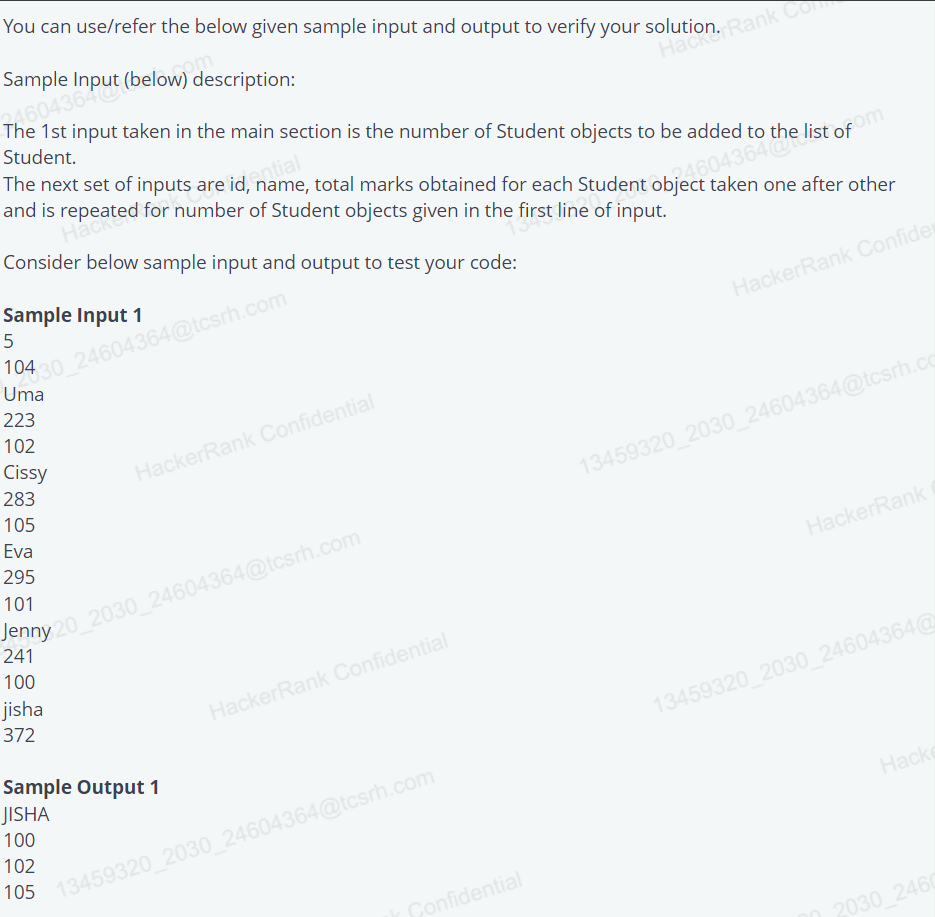 You can use/refer the below given sample input and output to verify your solution.
Sample Input (below) description:
The 1st input taken in the main section is the number of Student objects to be added to the list of
Student.
The next set of inputs are id, name, total marks obtained for each Student object taken one after other
and is repeated for number of Student objects given in the first line of input.
Consider below sample input and output to test your code:
Sample Input 1
5
104
Uma
223
102
Cissy
283
105
Eva
295
101
Jenny
241
100
jisha
372
Sample Output 1
JISHA
100
102
105
HackerRank Confidential
13459320_2030_24604364@tcsrh.com